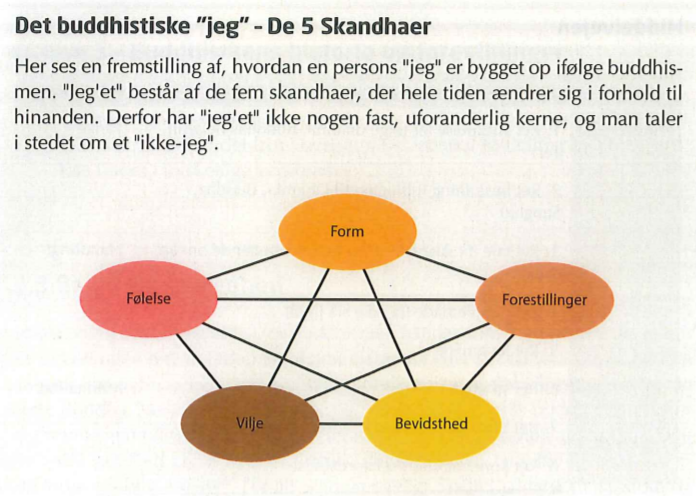 Det buddhistiske ”jeg” - De 5 Skandhaer
Her ses en fremstilling af, hvordan en persons "jeg" er bygget op ifølge buddhis-
men. "Jeg'et" består af de fem skandhaer, der hele tiden ændrer sig i forhold til
hinanden. Derfor har "jeg'et" ikke nogen fast, uforanderlig kerne, og man taler
i stedet om et "ikke-jeg".
Form
Følelse
Forestillinger
Vilje
Bevidsthed